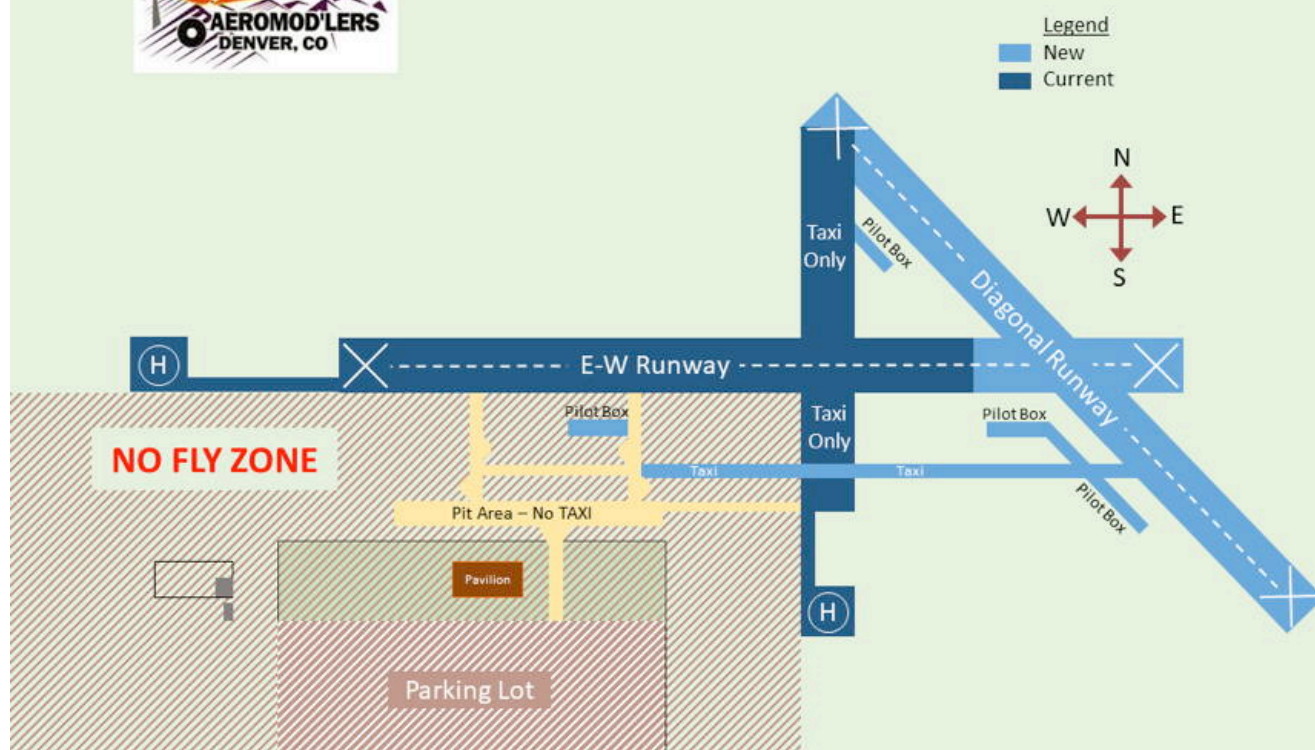 AEROMOD'LERS
DENVER, CO
Legend
New
Current
N
W
E
S
Taxi
Only
Pilot Box
Diagonal Runway
H
E-W Runway
Pilot Box
Taxi
Only
Pilot Box
NO FLY ZONE
Taxi
Taxi
Pilot Box
Pit Area – No TAXI
Pavilion
H
Parking Lot